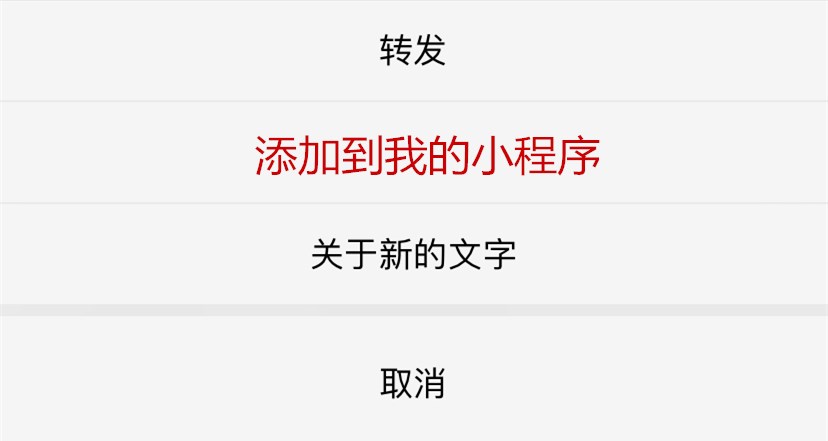 转发
添加到我的小程序
关于新的文字
取消